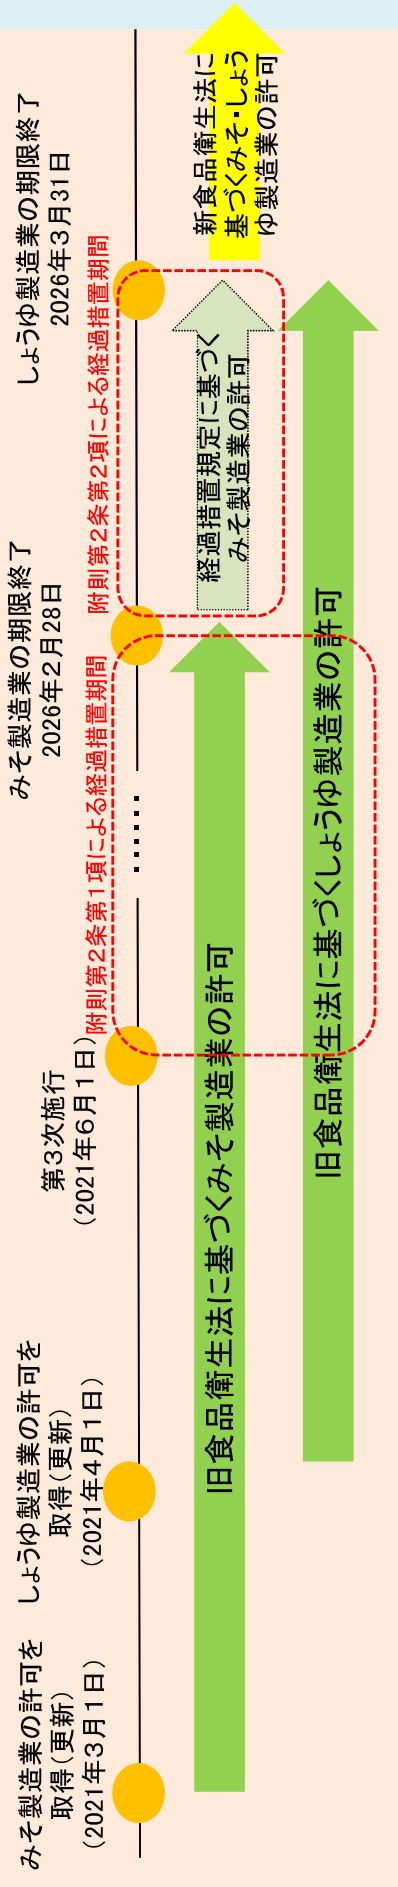 みそ製造業の許可を
取得（更新）
（2021年3月1日）
しょうゆ製造業の許可を
取得（更新）
（2021年４月１日）
第３次施行
（2021年６月１日）
みそ製造業の期限終了
2026年２月28日
しょうゆ製造業の期限終了
2026年３月31日
附則第２条第１項による経過措置期間
附則第２条第２項による経過措置期間
旧食品衛生法に基づくみそ製造業の許可
経過措置規定に基づく
みそ製造業の許可
新食品衛生法に
基づくみそ・しょう
ゆ製造業の許可
旧食品衛生法に基づくしょうゆ製造業の許可